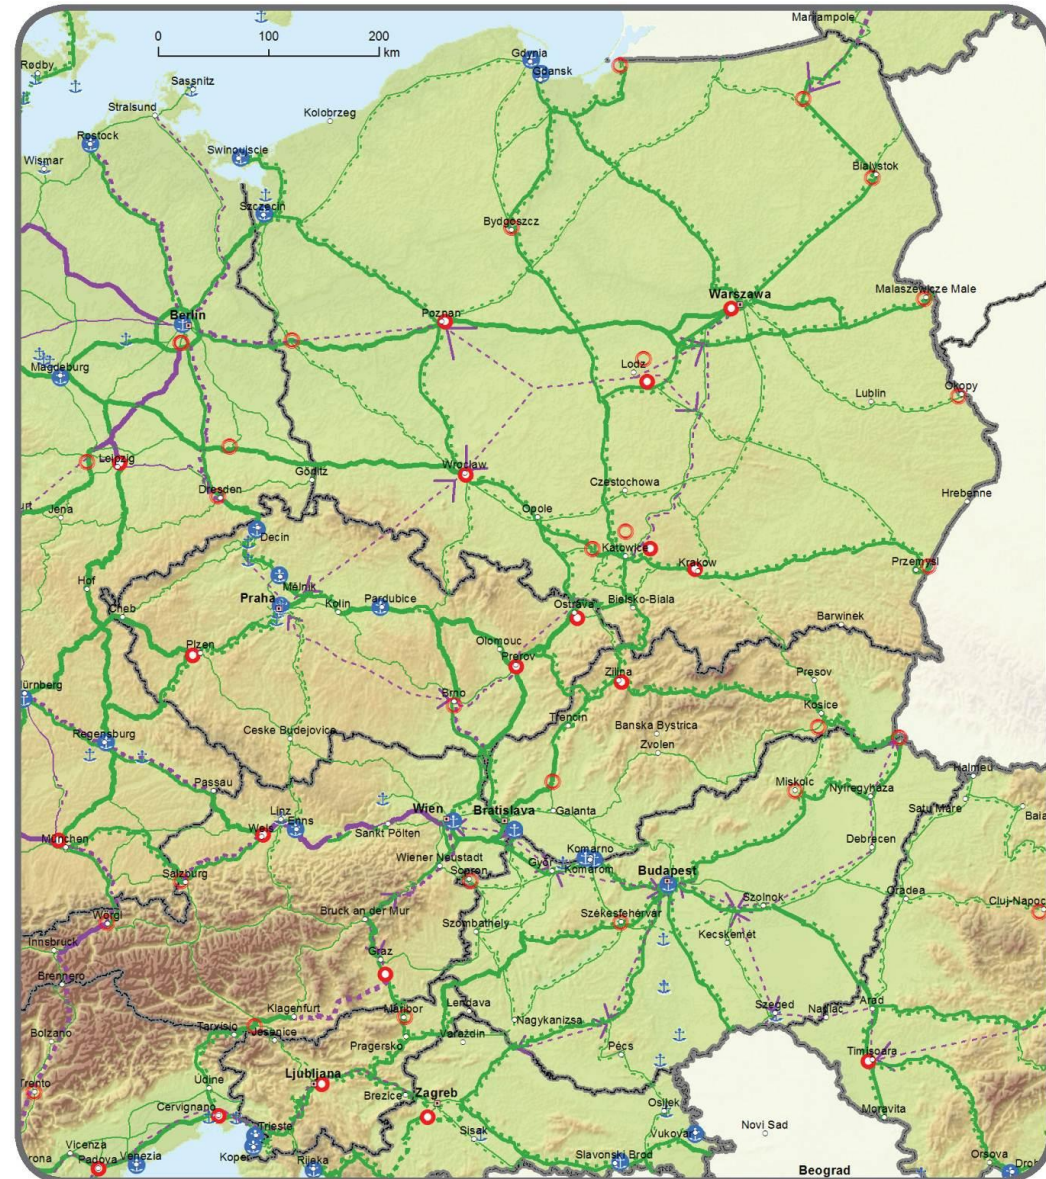 Marijampole
0 100 200
km
Rødby
Gdynia
Gdansk
Sassnitz
Stralsund
Kolobrzeg
Rostock
Swinoujscie
Wismar
Bialystok
Szczecin
Bydgoszcz
Malaszewicze Male
Warszawa
Berlin
Poznan
Lodz
Magdeburg
Okopy
Lublin
Leipzig
Wroclaw
Görlitz
Dresden
Czestochowa
Hrebenne
Jena
Opole
Decin
Katowice
Krakow
Przemysl
Hof
Mělnik
Praha
Cheb
Kolin
Pardubice
Ostrava
Bielsko-Biala
Barwinek
Plzen
Olomouc
Prerov
Zilina
Presov
Nürnberg
Brno
Kosice
Trencin
Banska Bystrica
Ceske Budejovice
Zvolen
Regensburg
Passau
Miskolc
Halmeu
Nyíregyháza
Linz
Enns
Wien
Bratislava
Galanta
Satu Mare
Wels
Sankt Pölten
München
Debrecen
Komarno
Wiener Neustadt
Györ
Komarom
Sopron
Budapest
Salzburg
Oradea
Szolnok
Cluj-Napoc
Wörgl
Bruck an der Mur
Székesfehérvár
Szombathely
Kecskemét
Innsbruck
Graz
Brennero
Lendava
Klagenfurt
Maribor
Nagykanizsa
Szeged
Nadlac
Arad
Tarvisio
Jesenice
Bolzano
Pragersko
Varazdin
Pécs
Timisoara
Ljubljana
Udine
Trento
Brezice
Zagreb
Cervignano
Osijek
Moravita
Trieste
Sisak
Vukovar
Novi Sad
Vicenza
Koper
Rijeka
Slavonski Brod
Padova
Venezia
Beograd
Orsova